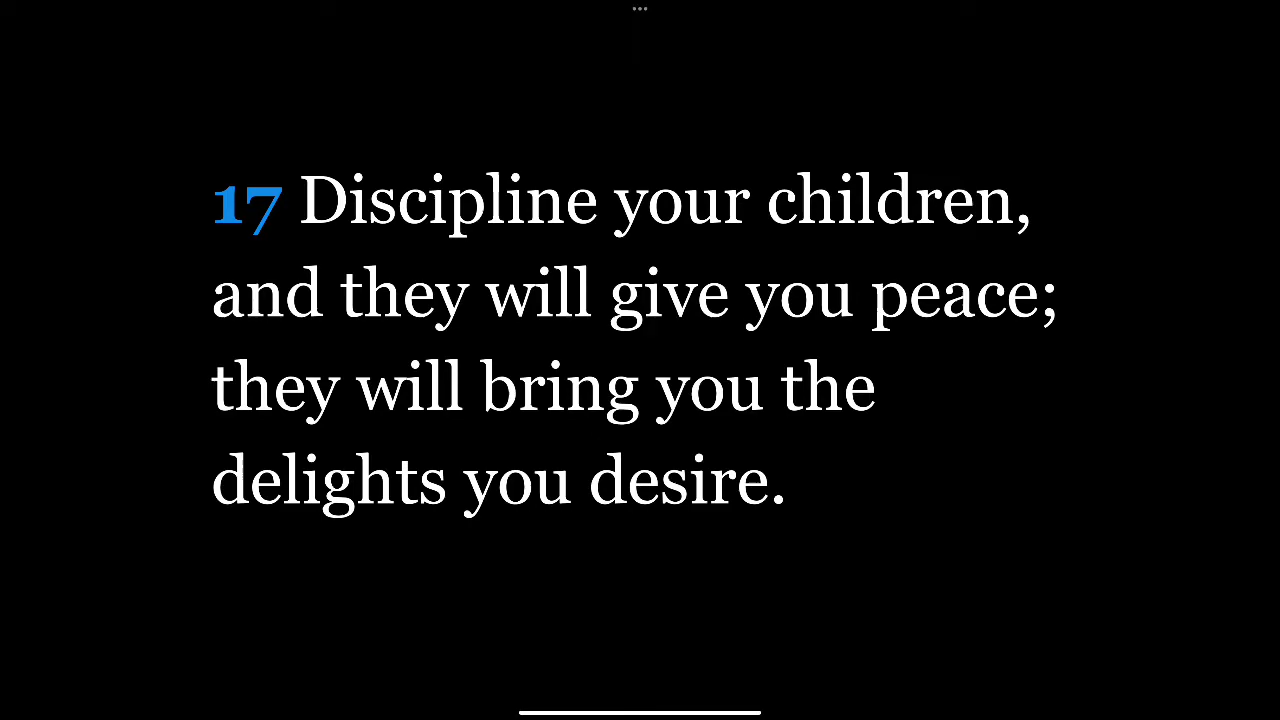 17 Discipline your children,
and they will give you peace;
they will bring you the
delights you desire.